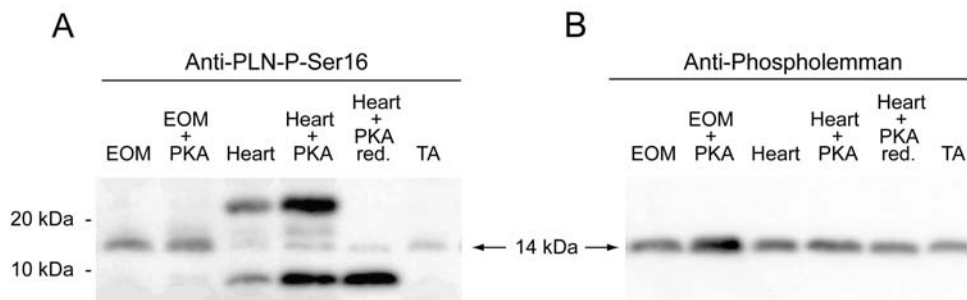 A
Anti-PLN-P-Ser16
EOM
EOM
+
PKA
Heart
Heart
+
PKA
Heart
+
PKA
red.
TA
20 kDa -
10 kDa -
14 kDa
B
Anti-Phospholemman
EOM
EOM
+
PKA
Heart
Heart
+
PKA
Heart
+
PKA
red.
TA